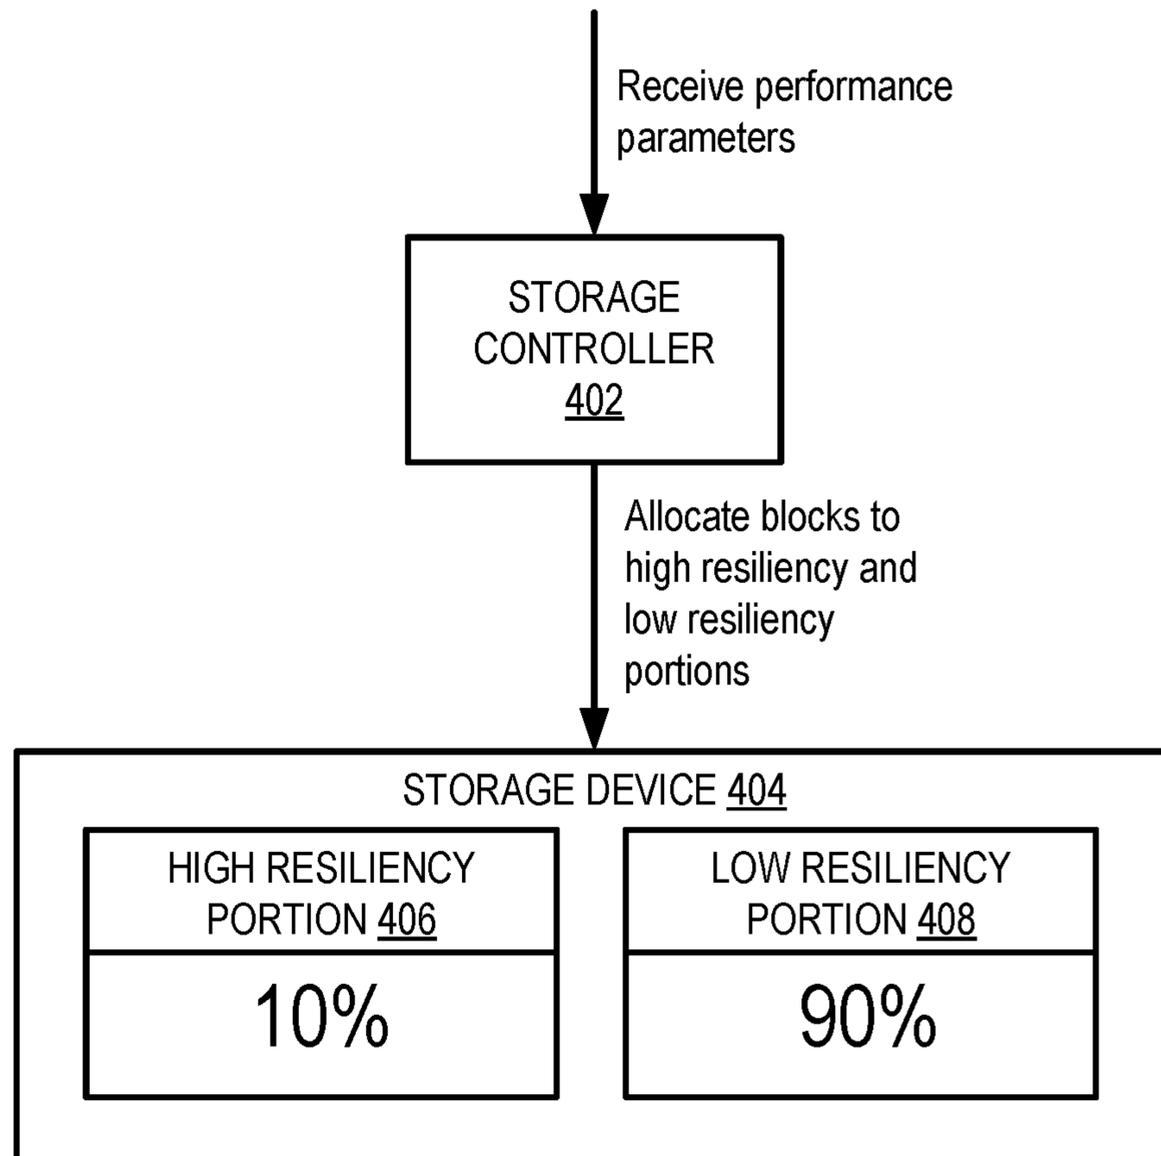 Receive performance
parameters
STORAGE
CONTROLLER
402
Allocate blocks to
high resiliency and
low resiliency
portions
STORAGE DEVICE 404
HIGH RESILIENCY
PORTION 406
10%
LOW RESILIENCY
PORTION 408
90%